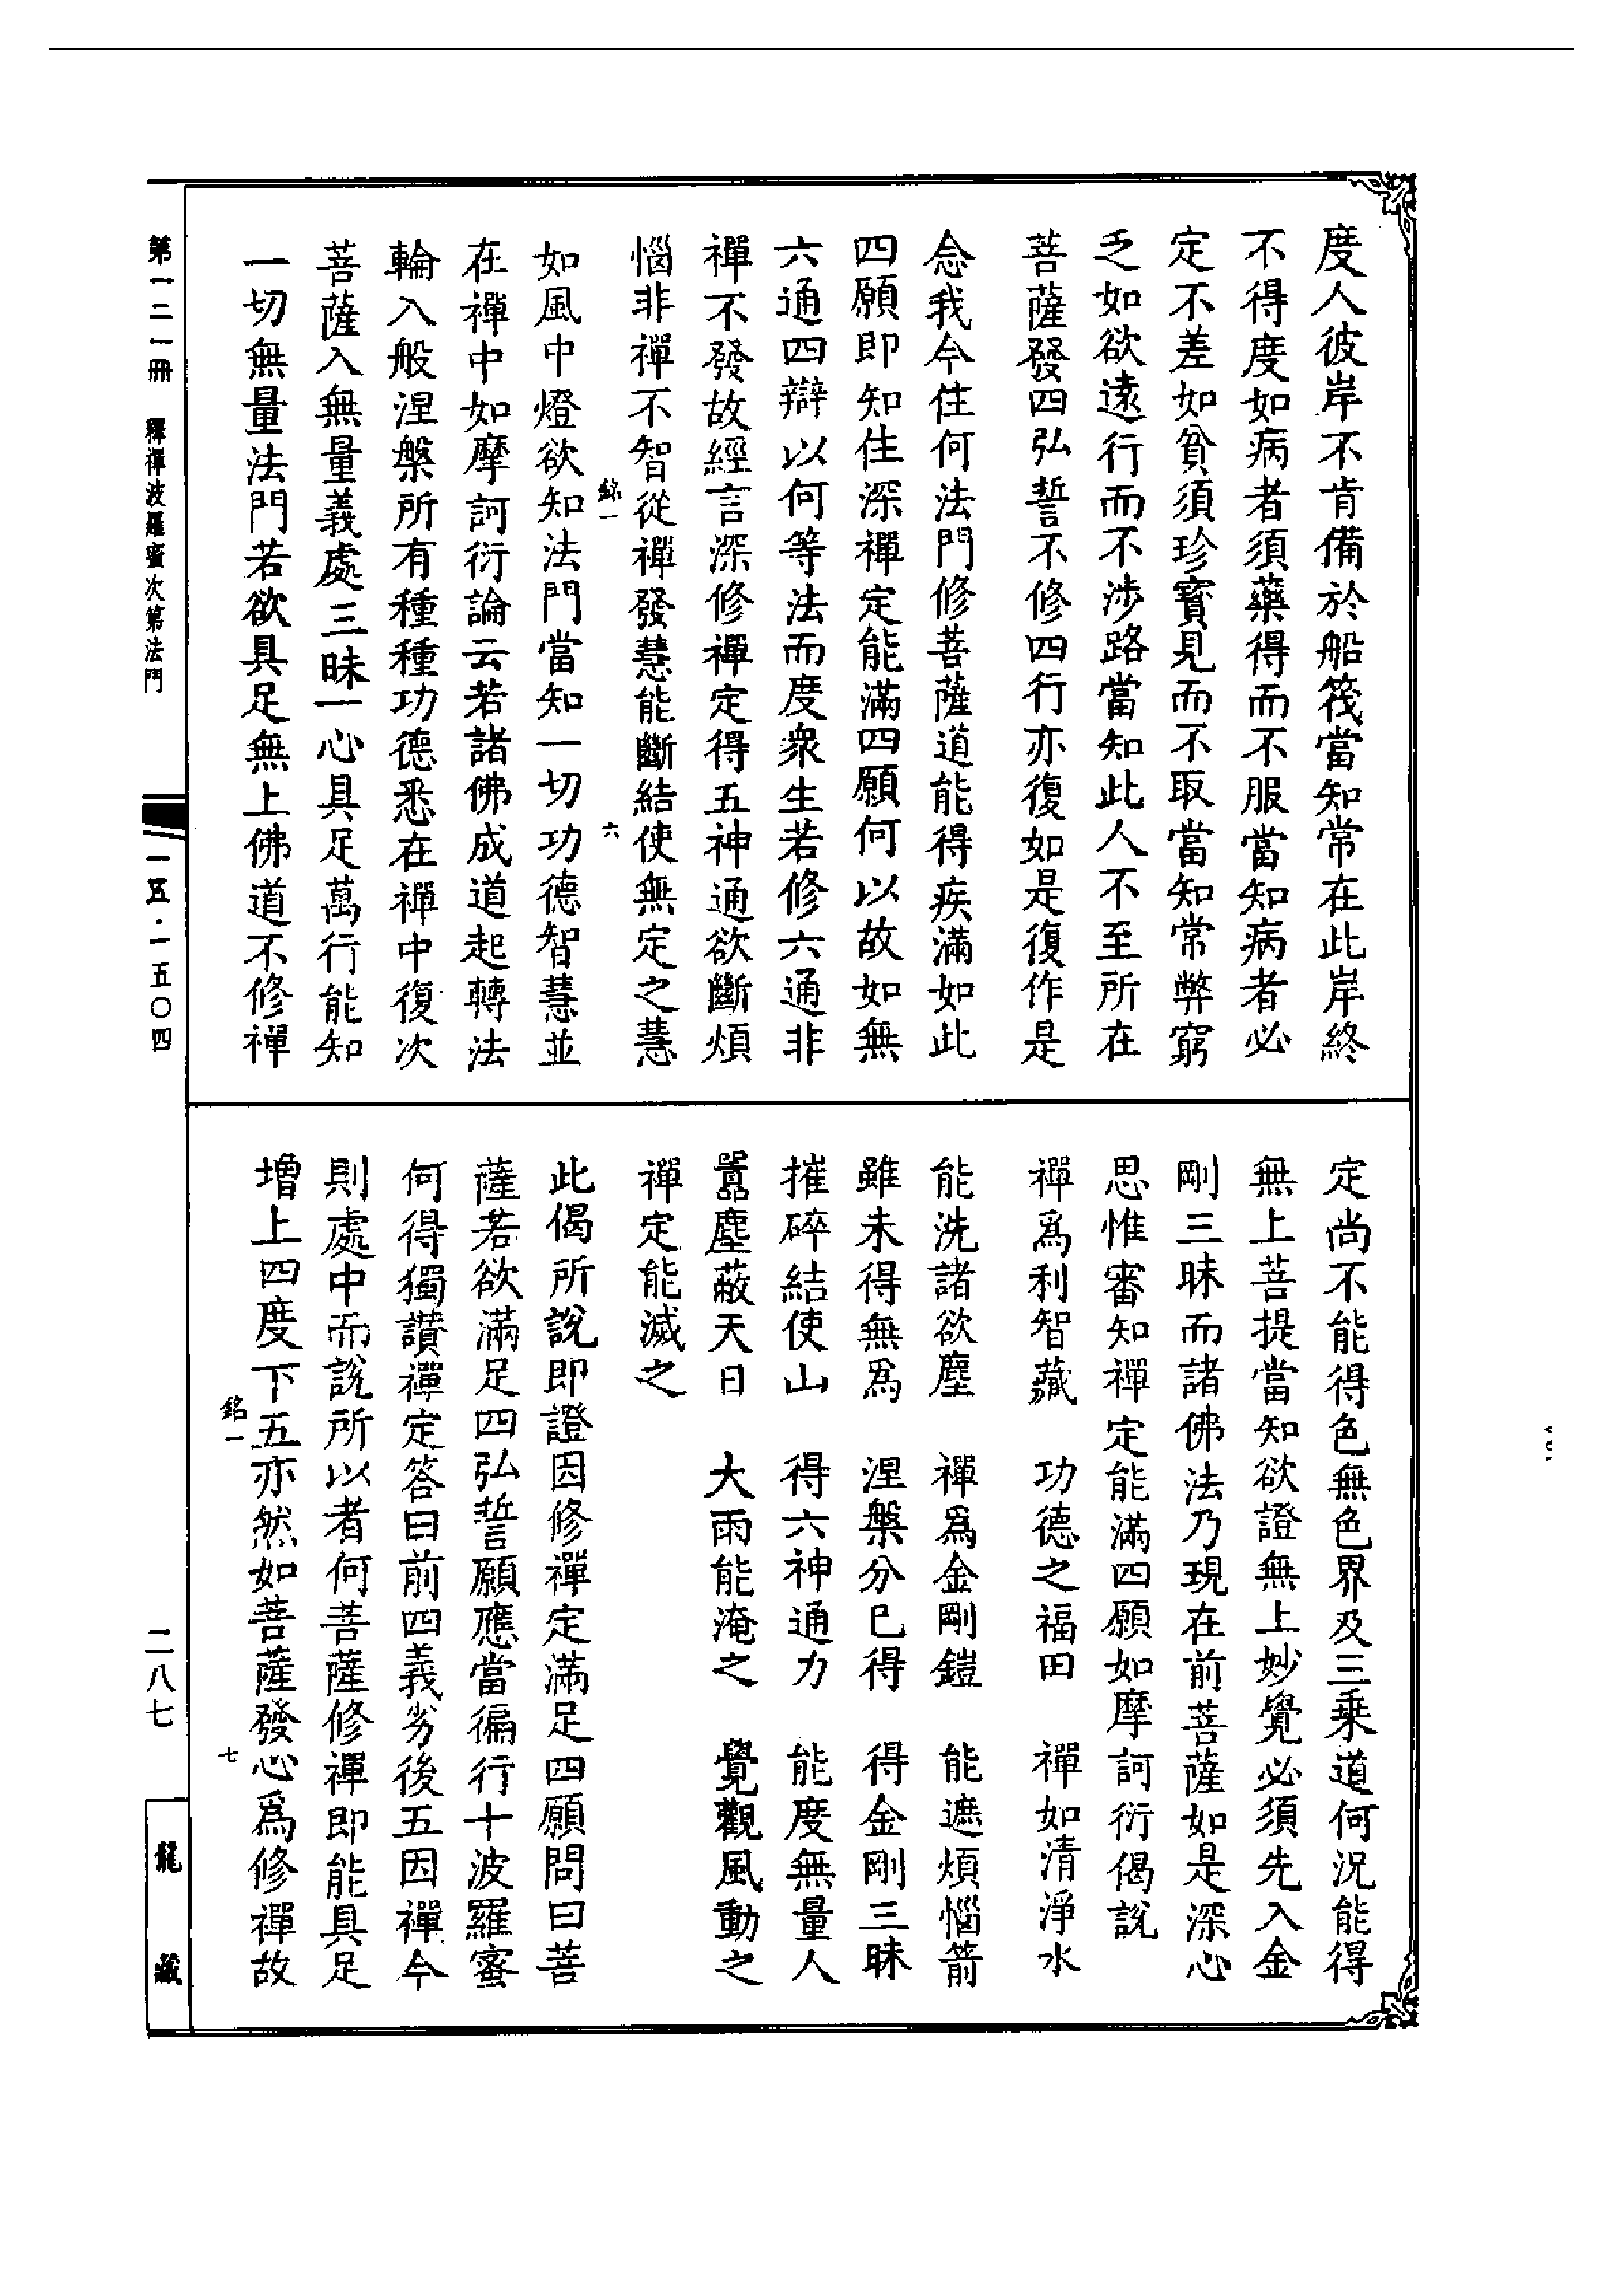 度人彼岸不肯備於船筏當知常在此岸終
不得度如病者須藥得而不服當知病者必
定不差如貧須珍寳見而不取當知常弊窮
乏如欲遠行而不涉路當知此人不至所在
菩薩發四弘誓不修四行亦復如是復作是
念我今住何法門修菩薩道能得疾滿如此
四願即知住深禪定能滿四願何以故如無
六通四辯以何等法而度衆生若修六通非
禪不發故經言深修禪定得五神通欲斷煩
惱非禪不智從禪發慧能斷結使無定之慧
銘一
六
如風中燈欲知法門當知一切功德智慧並
在禪中如摩訶衍論云若諸佛成道起轉法
輪入般涅槃所有種種功德悉在禪中復次
菩薩入無量義處三昧一心具足萬行能知
一切無量法門若欲具足無上佛道不修禪
定尚不能得色無色界及三乗道何況能得
無上菩提當知欲證無上妙覺必須先入金
剛三昧而諸佛法乃現在前菩薩如是深心
思惟審知禪定能滿四願如摩訶衍偈説
禪爲利智藏　功德之福田　禪如清淨水
能洗諸欲塵　禪爲金剛鎧　能遮煩惱箭
雖未得無爲　涅槃分已得　得金剛三昧
摧碎結使山　得六神通力　能度無量人
囂塵蔽天日　大雨能淹之　覺觀風動之
禪定能滅之
此偈所説即證因修禪定滿足四願問曰菩
薩若欲滿足四弘誓願應當徧行十波羅蜜
何得獨讃禪定答曰前四義劣後五因禪今
則處中而説所以者何菩薩修禪即能具足
增上四度下五亦然如菩薩發心爲修禪故
銘一
七
第一二一冊　釋禪波羅蜜次第法門
一五·一五〇四
二八七
龍藏